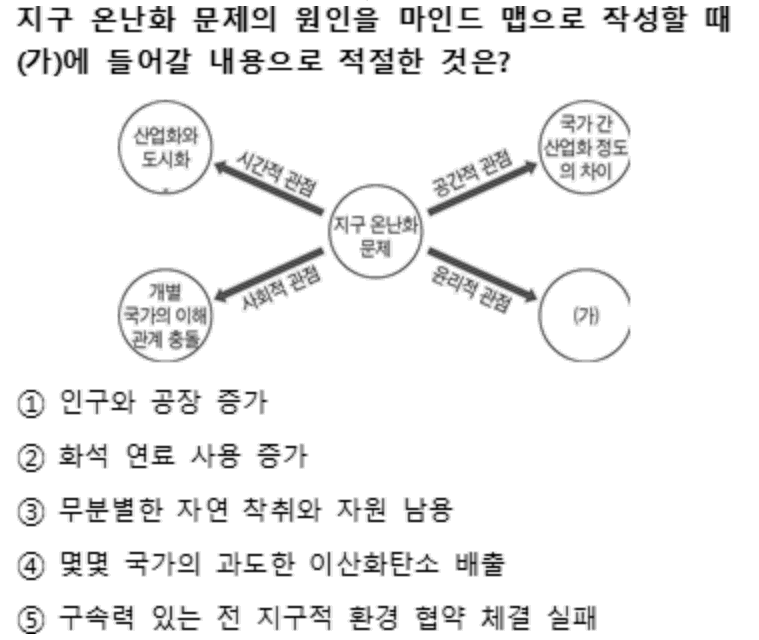 지구 온난화 문제의 원인을 마인드 맵으로 작성할 때
(가)에 들어갈 내용으로 적절한 것은?
산업화와
도시화
시간적 관점
공간적 관점
국가 간
산업화 정도
의 차이
지구 온난화
문제
개별
국가의 이해
관계 충돌
사회적 관점
윤리적 관점
(가)
① 인구와 공장 증가
② 화석 연료 사용 증가
③ 무분별한 자연 착취와 자원 남용
④ 몇몇 국가의 과도한 이산화탄소 배출
⑤ 구속력 있는 전 지구적 환경 협약 체결 실패